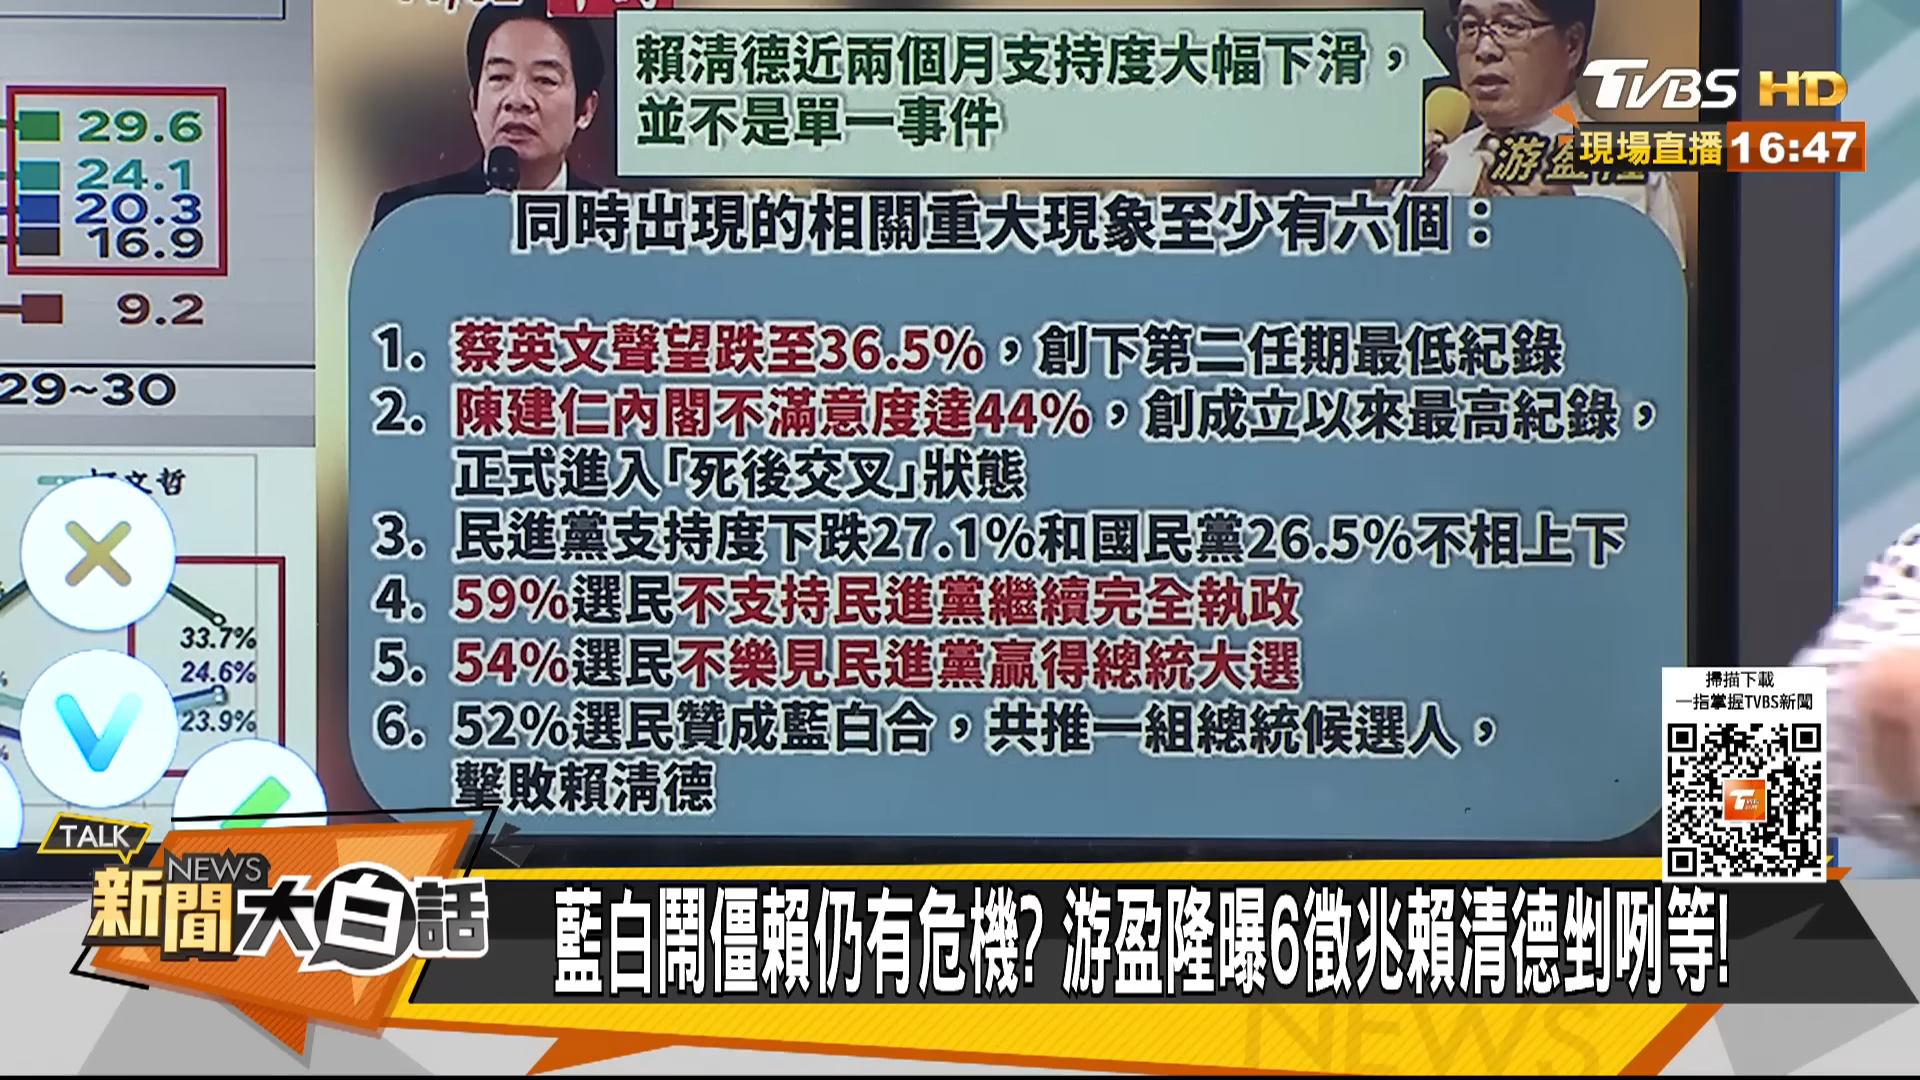 賴清德近兩個月支持度大幅下滑，
並不是單一事件
TVBS HD
現場直播 16:47
同時出現的相關重大現象至少有六個：
1. 蔡英文聲望跌至36.5%，創下第二任期最低紀錄
2. 陳建仁內閣不滿意度達44%，創成立以來最高紀錄，
正式進入「死後交叉」狀態
3. 民進黨支持度下跌27.1%和國民黨26.5%不相上下
4. 59%選民不支持民進黨繼續完全執政
5. 54%選民不樂見民進黨贏得總統大選
6. 52%選民贊成藍白合，共推一組總統候選人，
擊敗賴清德
29.6
24.1
20.3
16.9
9.2
29~30
文哲
33.7%
24.6%
23.9%
掃描下載
一指掌握TVBS新聞
TALK
NEWS
新聞大白話
藍白鬧僵賴仍有危機? 游盈隆曝6徵兆賴清德剉咧等!
NEWS